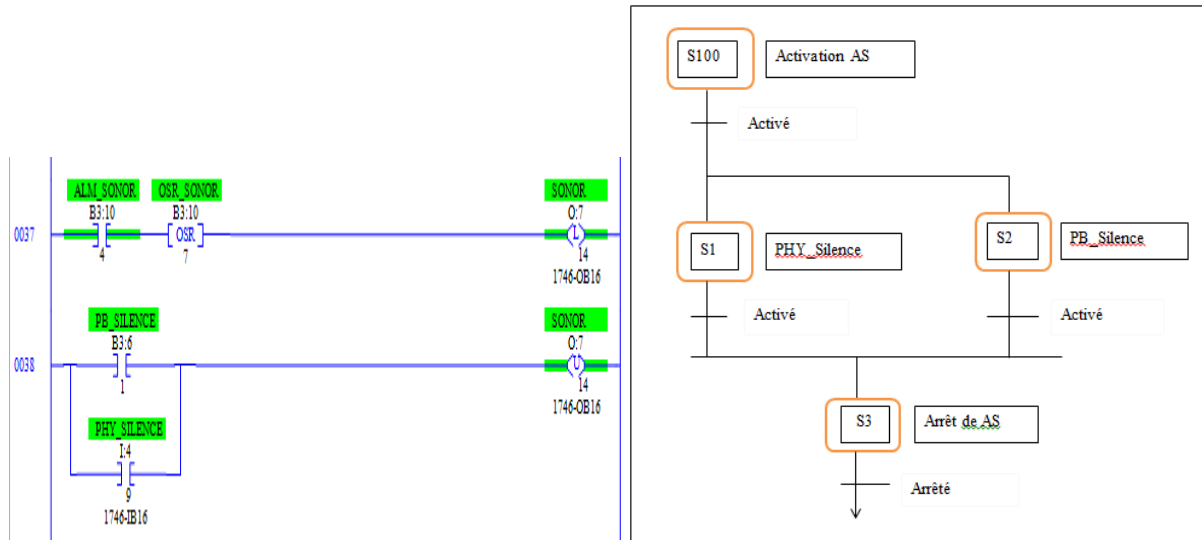 ALM_SONOR OSR_SONOR SONOR
B3:10 B3:10 O:7
0037 OSR L
4 7 14
1746-OB16
PB_SILENCE SONOR
B3:6 O:7
0038 U
1 14
1746-OB16
PHY_SILENCE
I:4
9
1746-IB16
S100 Activation AS
Activé
S1 PHY_Silence S2 PB_Silence
Activé Activé
S3 Arrêt de AS
Arrêté